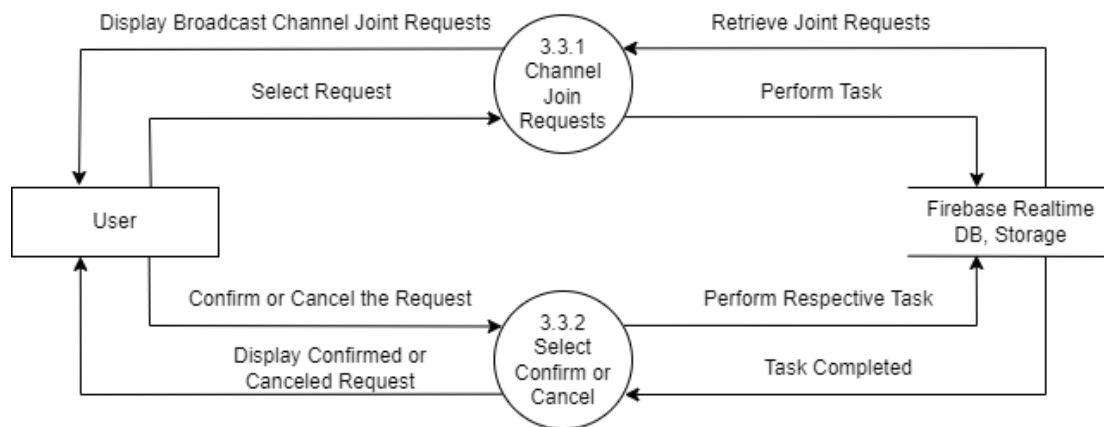 Display Broadcast Channel Joint Requests
Retrieve Joint Requests
3.3.1
Channel
Join
Requests
Select Request
Perform Task
User
Firebase Realtime
DB, Storage
Confirm or Cancel the Request
Perform Respective Task
3.3.2
Select
Confirm or
Cancel
Display Confirmed or
Canceled Request
Task Completed